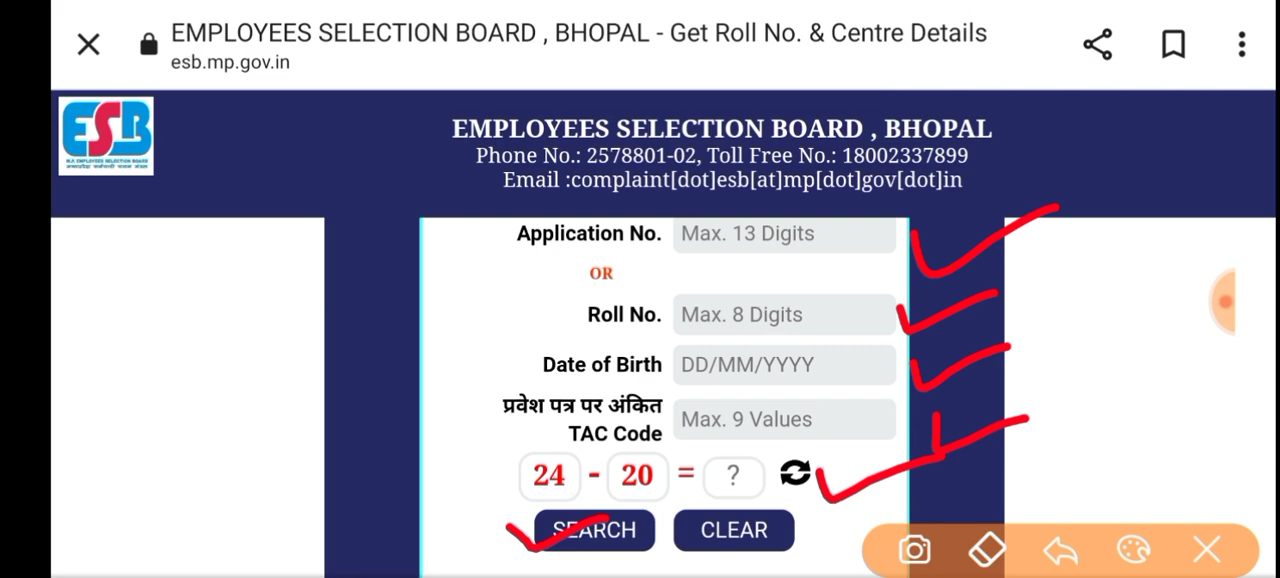 EMPLOYEES SELECTION BOARD , BHOPAL - Get Roll No. & Centre Details
esb.mp.gov.in
ESB
EMPLOYEES SELECTION BOARD , BHOPAL
Phone No.: 2578801-02, Toll Free No.: 18002337899
Email :complaint[dot]esb[at]mp[dot]gov[dot]in
Application No. Max. 13 Digits
OR
Roll No. Max. 8 Digits
Date of Birth DD/MM/YYYY
प्रवेश पत्र पर अंकित
TAC Code Max. 9 Values
24 - 20 = ?
SEARCH CLEAR